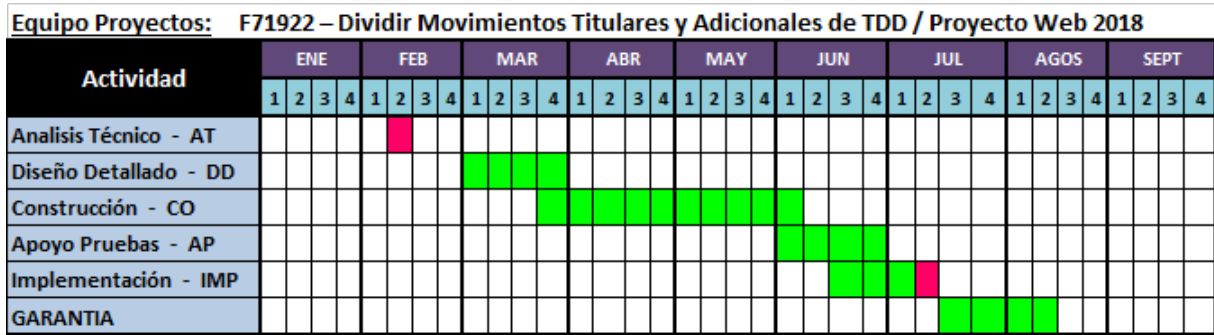 Equipo Proyectos: F71922 – Dividir Movimientos Titulares y Adicionales de TDD / Proyecto Web 2018
Actividad ENE FEB MAR ABR MAY JUN JUL AGOS SEPT
1 2 3 4 1 2 3 4 1 2 3 4 1 2 3 4 1 2 3 4 1 2 3 4 1 2 3 4 1 2 3 4 1 2 3 4
Analisis Técnico - AT
Diseño Detallado - DD
Construcción - CO
Apoyo Pruebas - AP
Implementación - IMP
GARANTIA